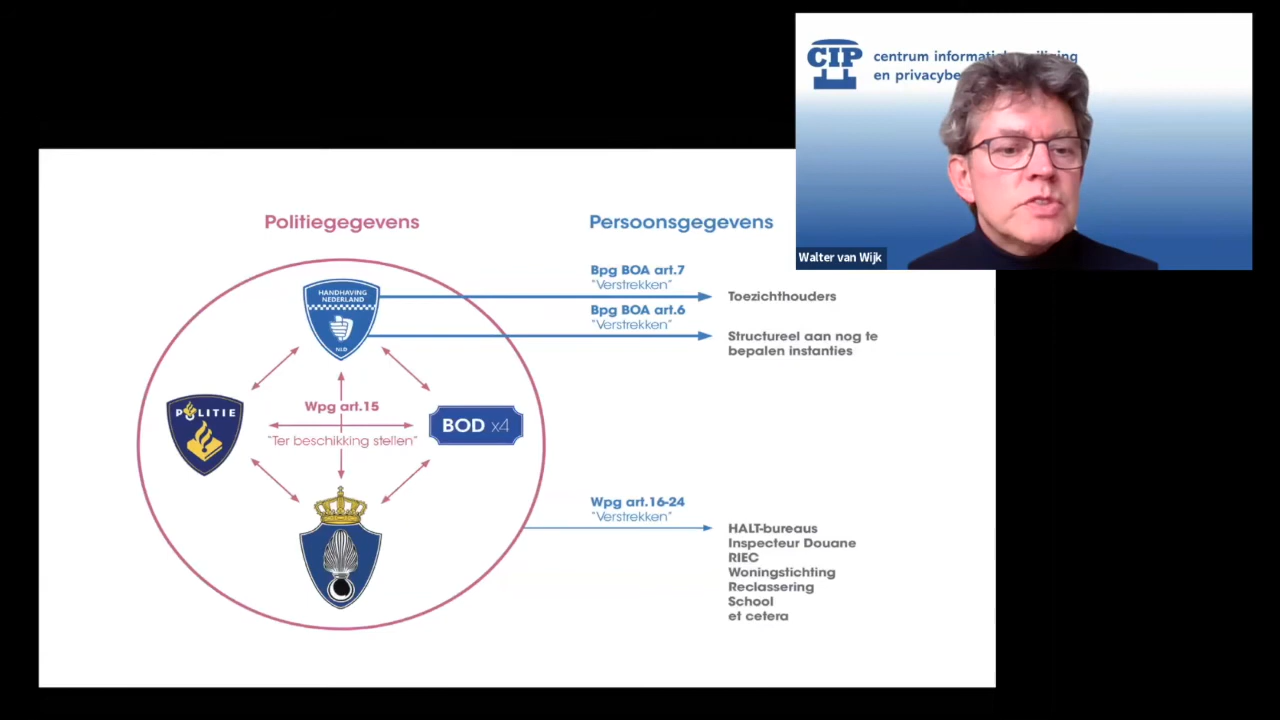 CIP
centrum informati
en privacybe
Walter van Wijk
Politiegegevens
Persoonsgegevens
Bpg BOA art.7
"Verstrekken"
Toezichthouders
Bpg BOA art.6
"Verstrekken"
Structureel aan nog te
bepalen instanties
HANDHAVING
NEDERLAND
NLD
POLITIE
Wpg art.15
"Ter beschikking stellen"
BOD x4
Wpg art.16-24
"Verstrekken"
HALT-bureaus
Inspecteur Douane
RIEC
Woningstichting
Reclassering
School
et cetera